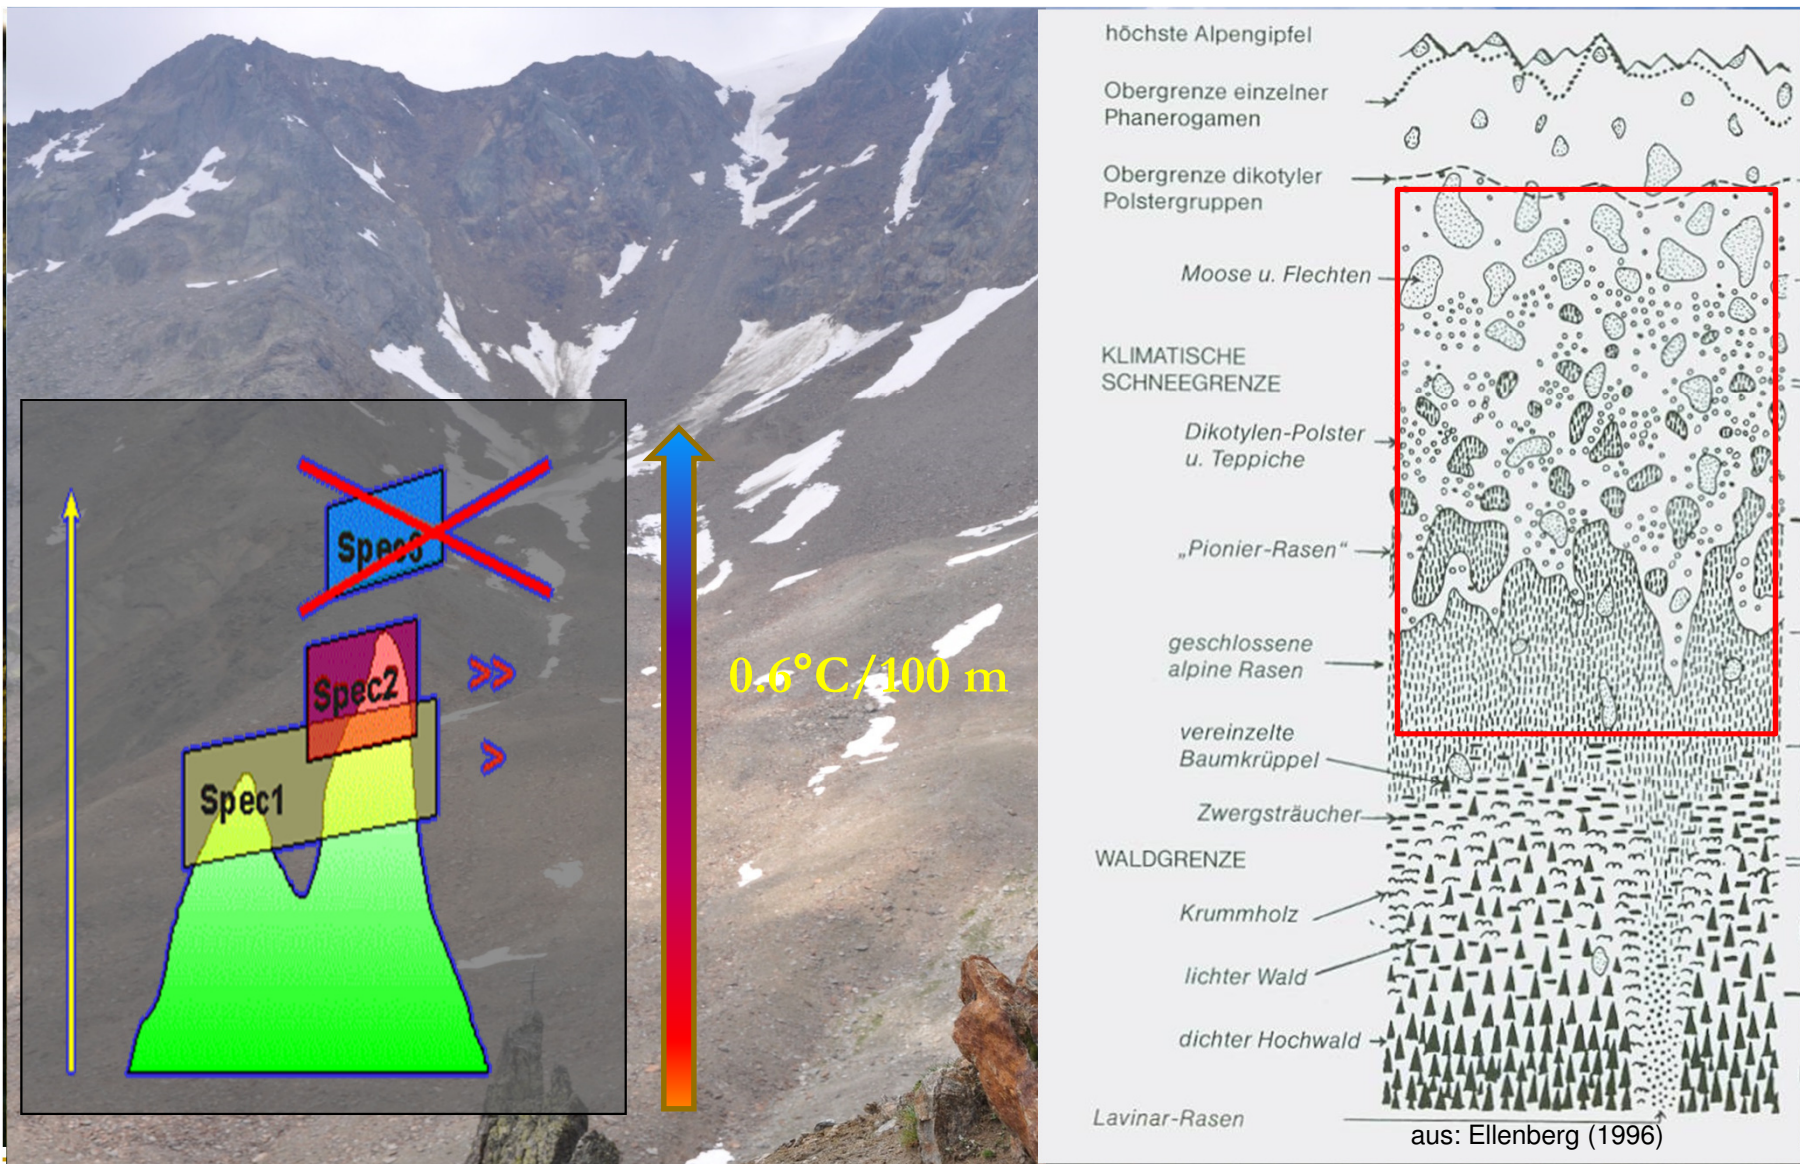 Spec3
Spec2
Spec1
>>
>
0.6°C/100 m
höchste Alpengipfel
Obergrenze einzelner
Phanerogamen
Obergrenze dikotyler
Polstergruppen
Moose u. Flechten
KLIMATISCHE
SCHNEEGRENZE
Dikotylen-Polster
u. Teppiche
„Pionier-Rasen“
geschlossene
alpine Rasen
vereinzelte
Baumkrüppel
Zwergsträucher
WALDGRENZE
Krummholz
lichter Wald
dichter Hochwald
Lavinar-Rasen
aus: Ellenberg (1996)